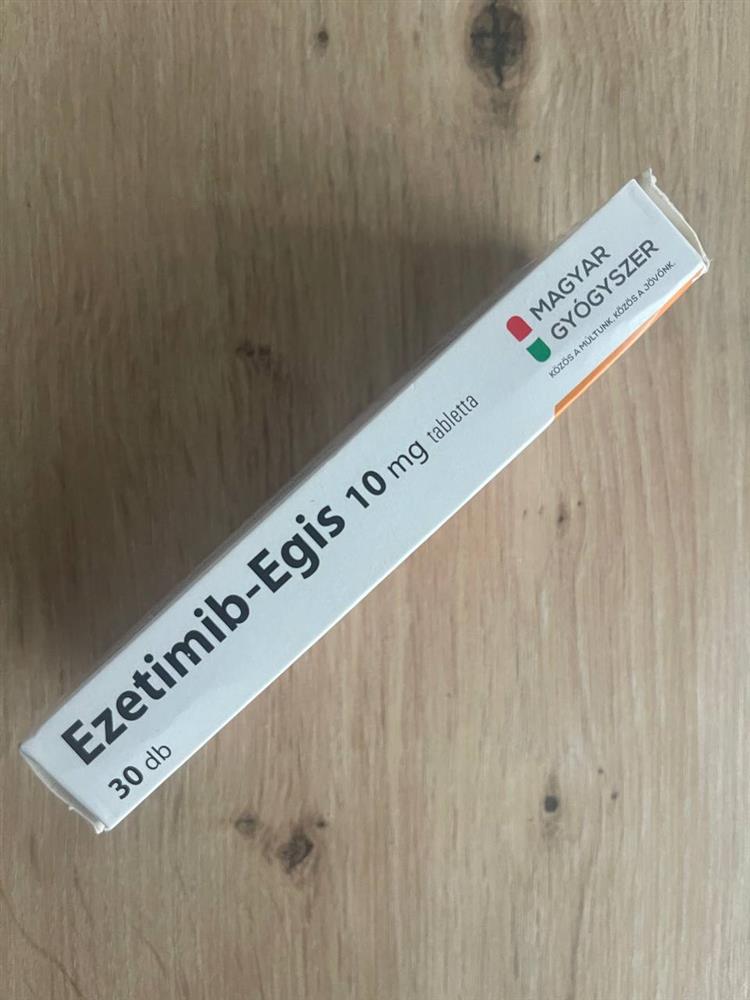 Ezetimib-Egis 10 mg tabletta
30 db
MAGYAR
GYÓGYSZER
KÖZÖS A MÚLTUNK, KÖZÖS A JÖVŐNK.